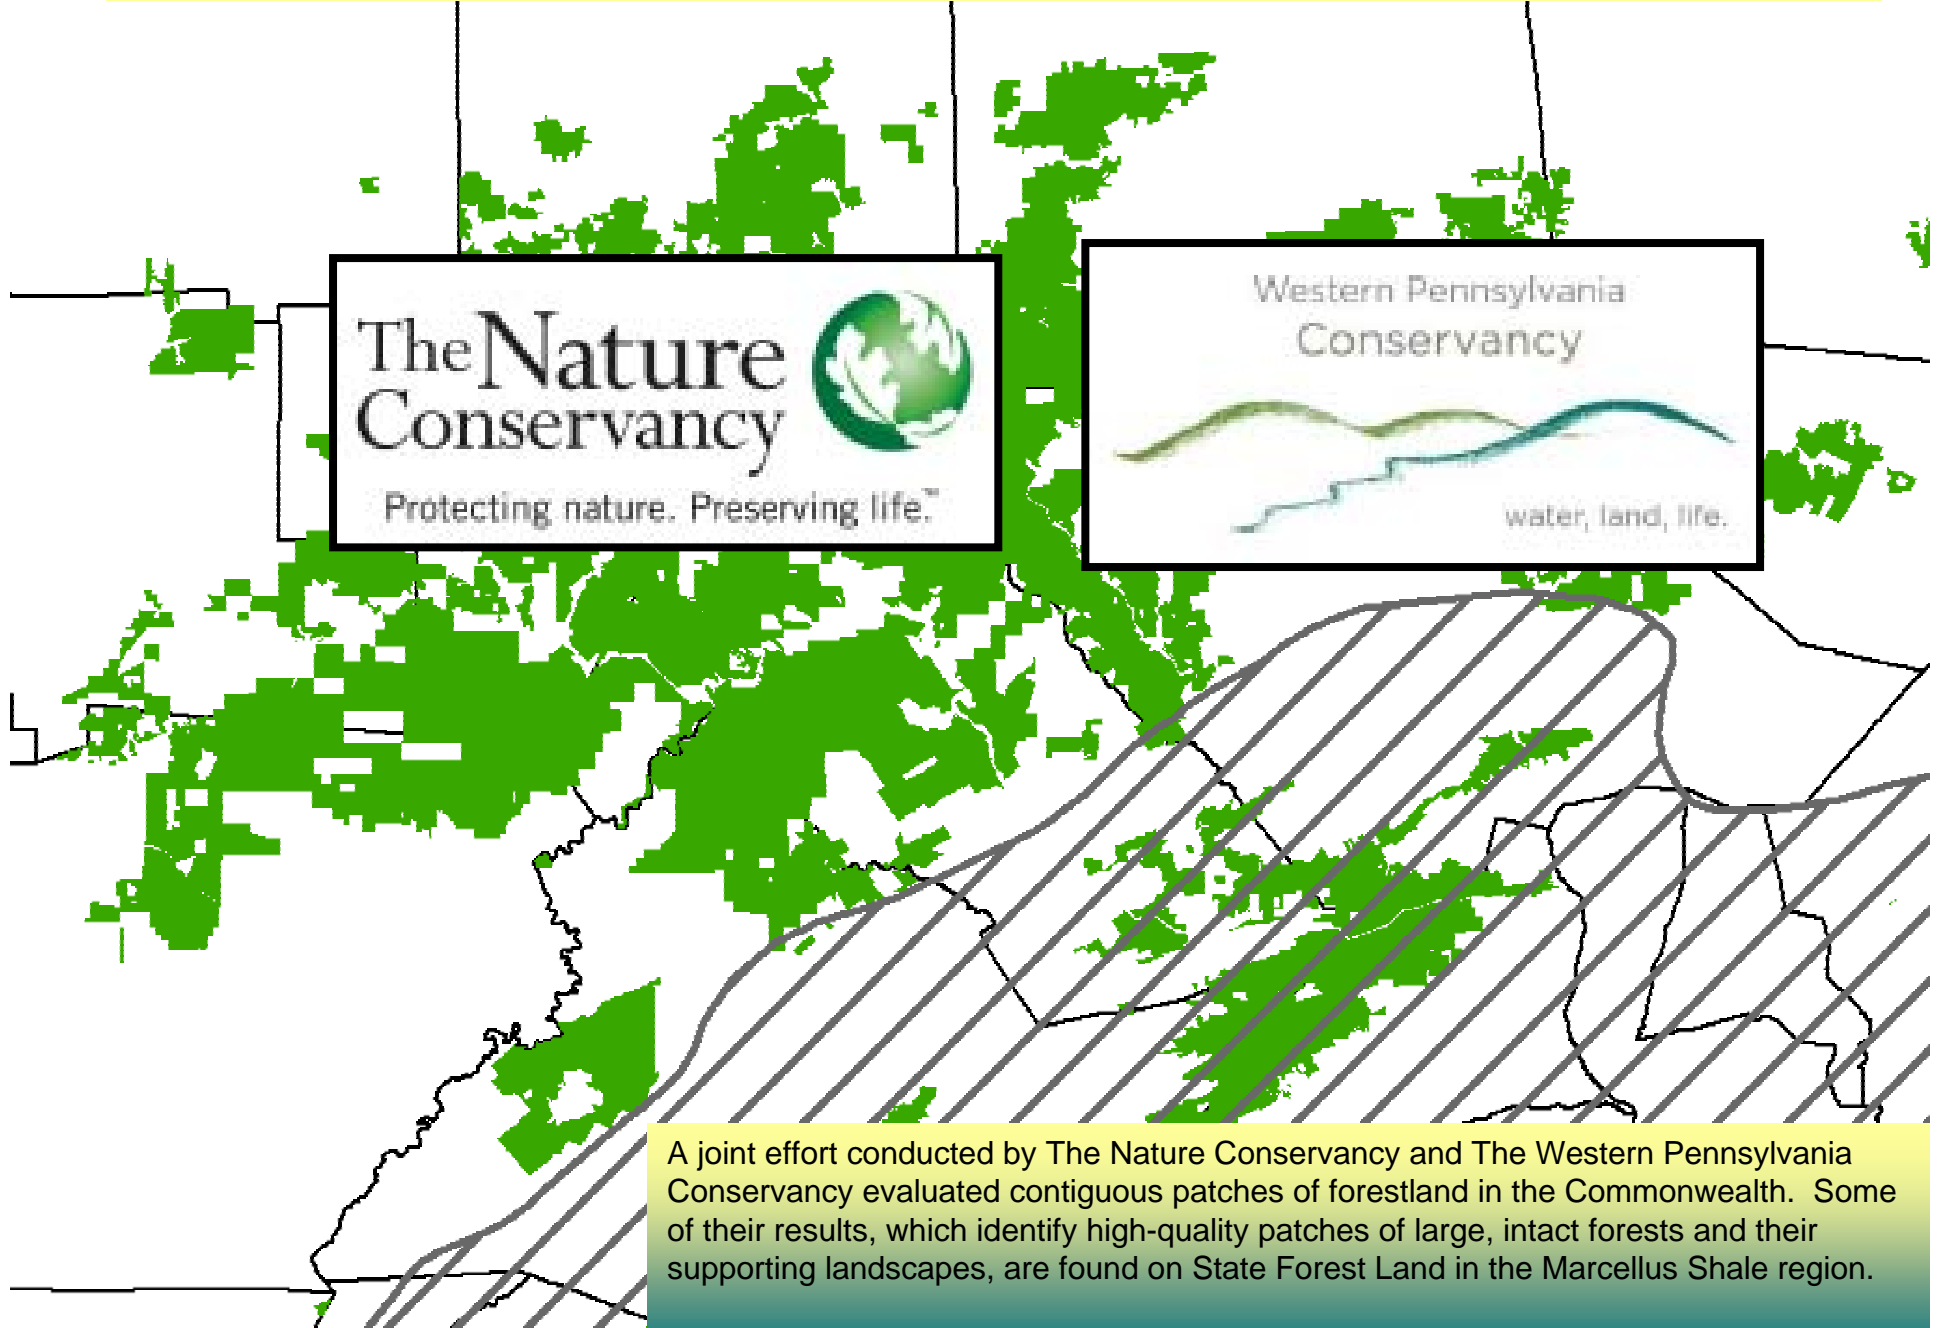 The Nature
Conservancy
Protecting nature. Preserving life.™
Western Pennsylvania
Conservancy
water, land, life.
A joint effort conducted by The Nature Conservancy and The Western Pennsylvania
Conservancy evaluated contiguous patches of forestland in the Commonwealth.  Some
of their results, which identify high-quality patches of large, intact forests and their
supporting landscapes, are found on State Forest Land in the Marcellus Shale region.